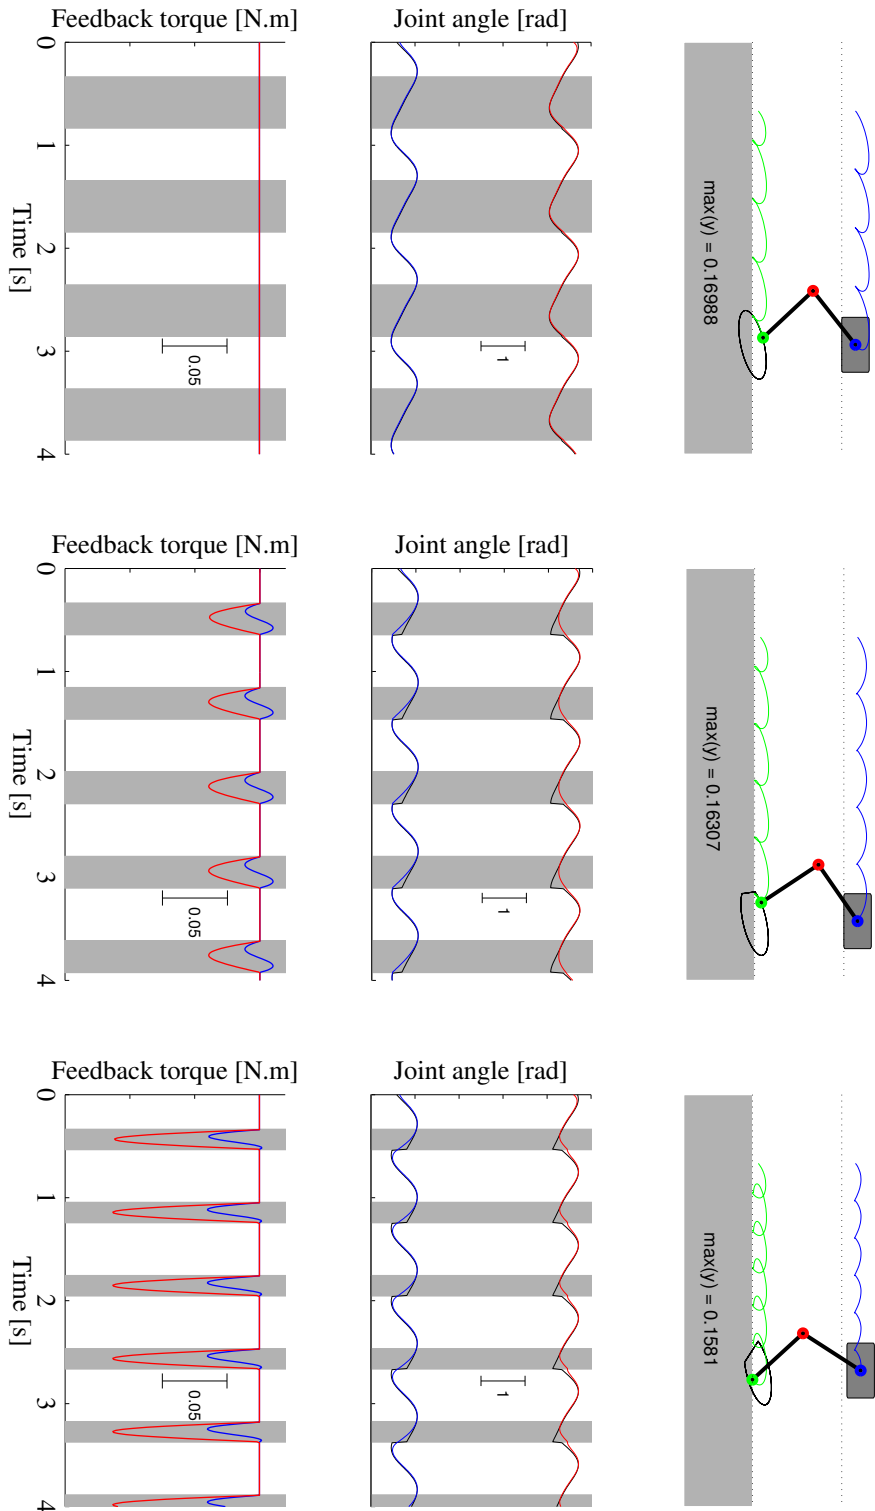 max(y) = 0.16988
Joint angle [rad]
1
Feedback torque [N.m]
0.05
0 1 2 3 4
Time [s]
max(y) = 0.16307
Joint angle [rad]
1
Feedback torque [N.m]
0.05
0 1 2 3 4
Time [s]
max(y) = 0.1581
Joint angle [rad]
1
Feedback torque [N.m]
0.05
0 1 2 3 4
Time [s]